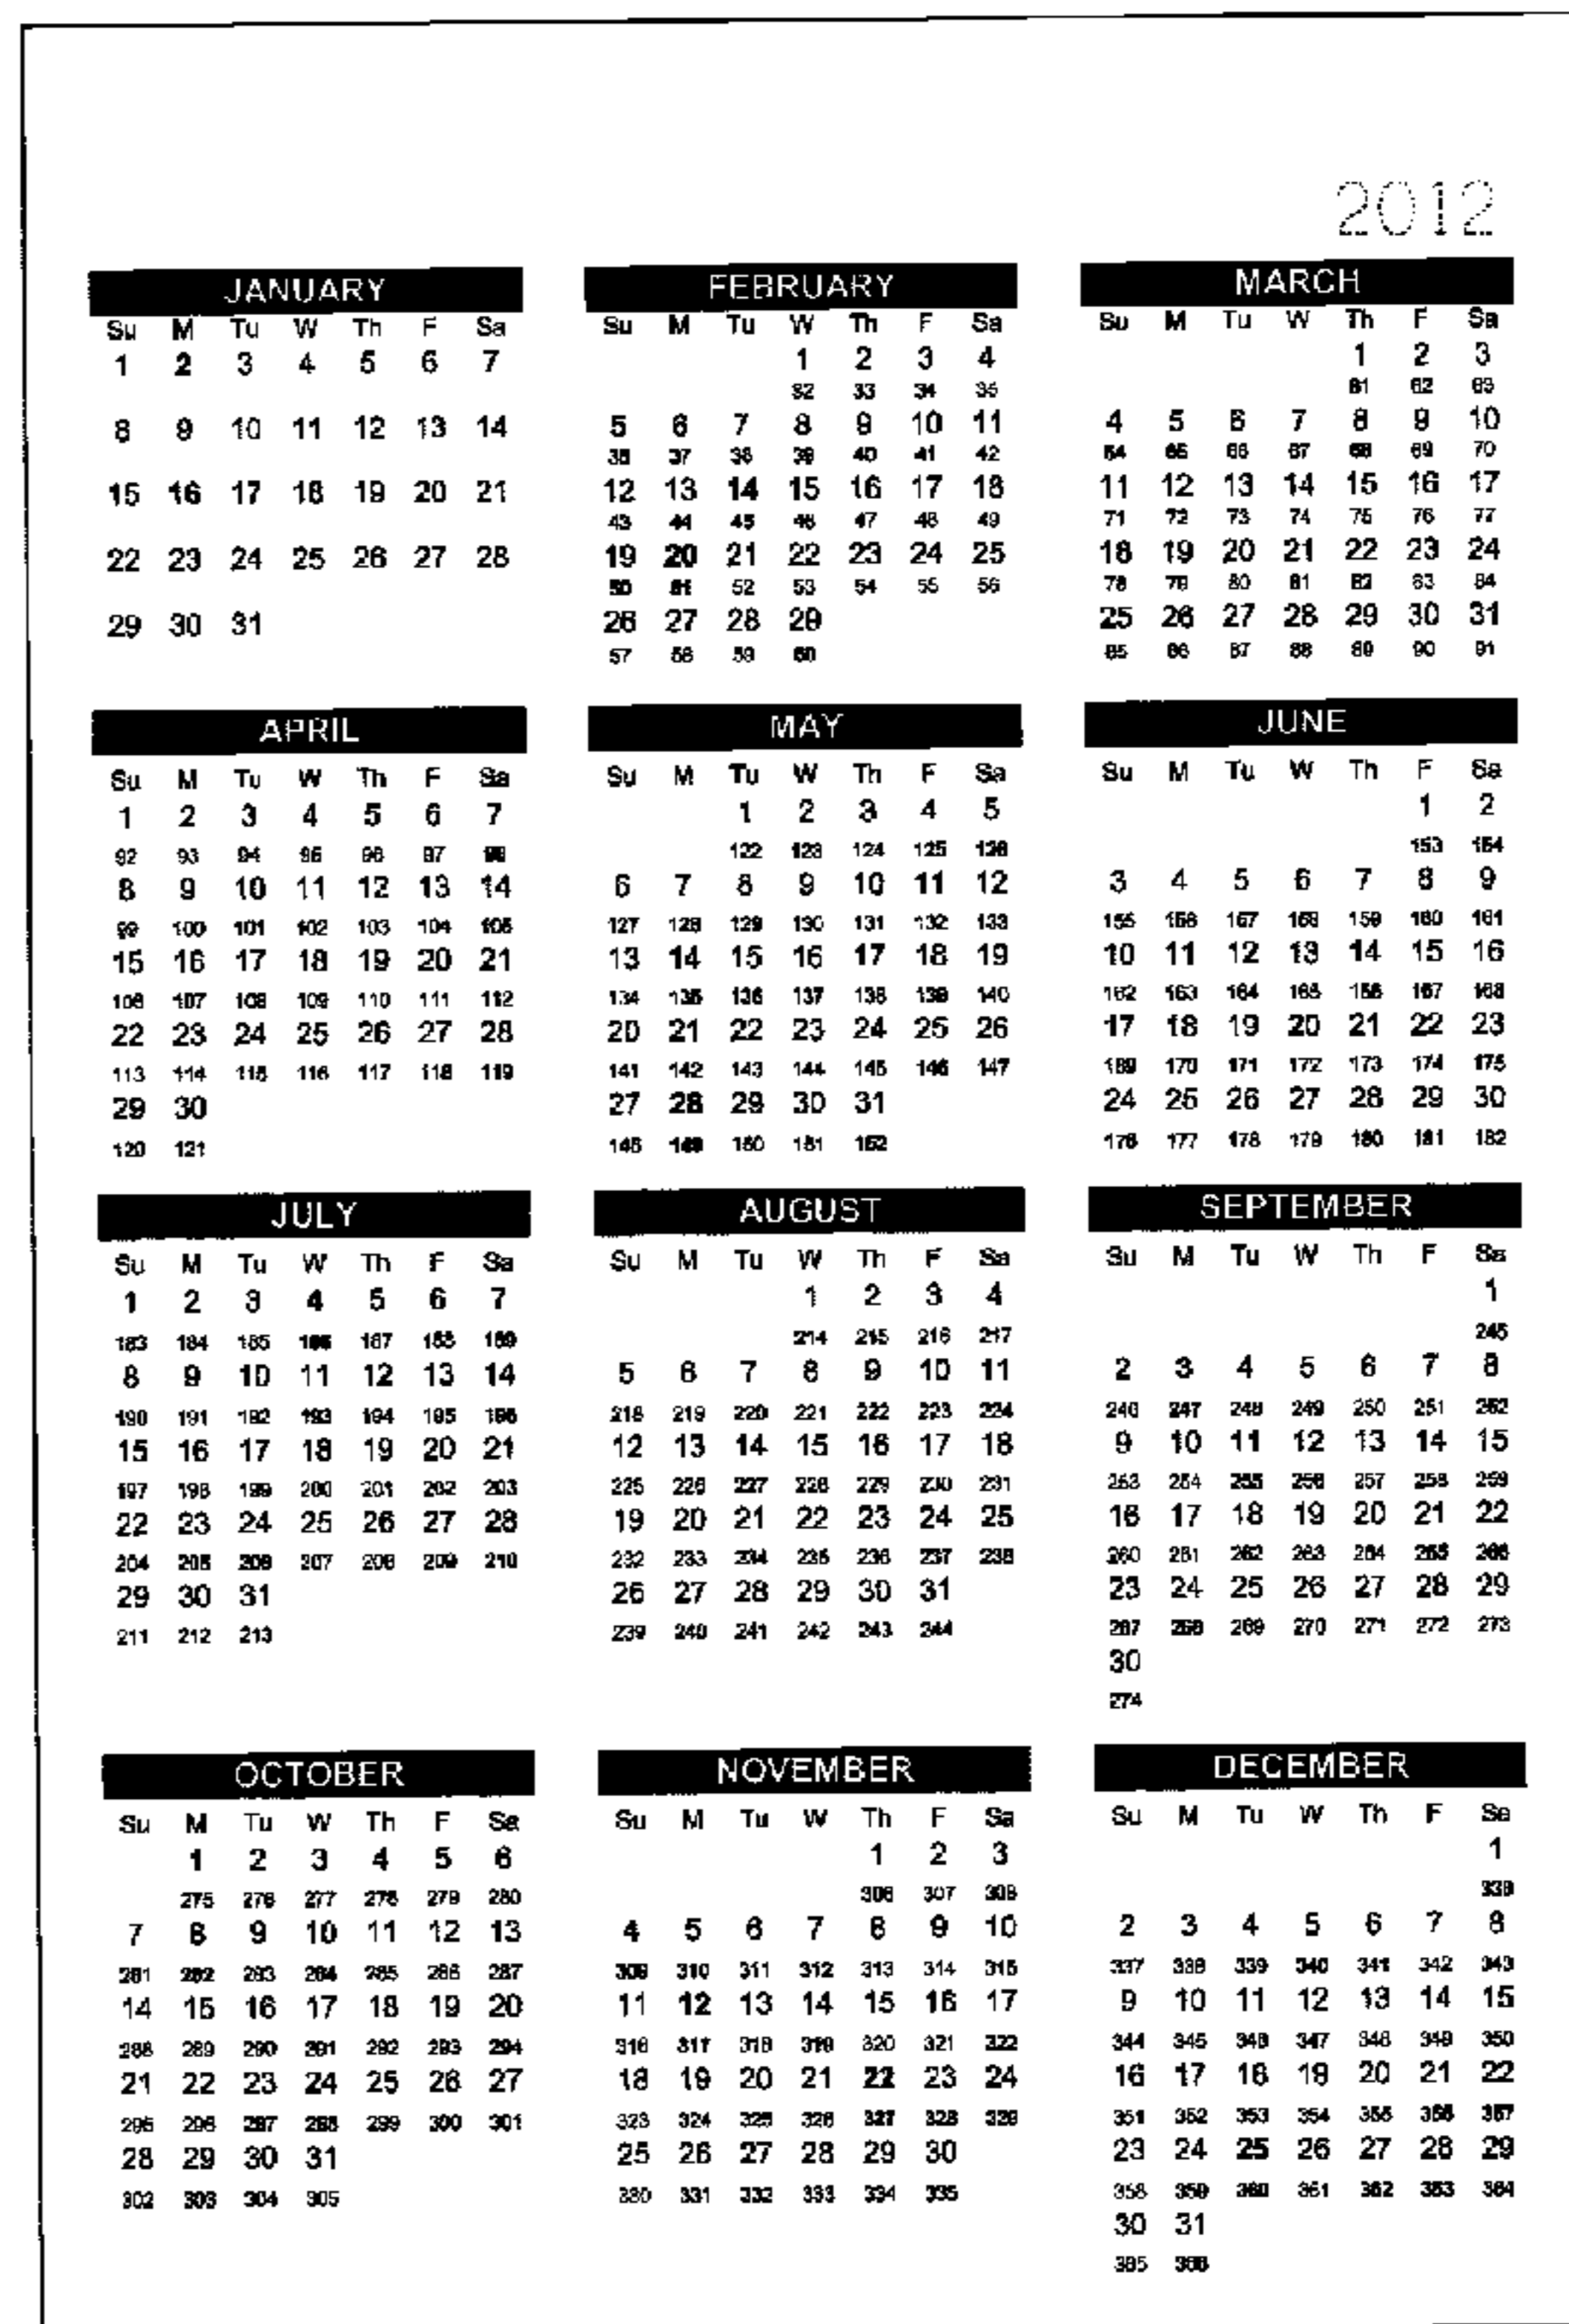 2012
JANUARY
Su M Tu W Th F Sa
1 2 3 4 5 6 7
8 9 10 11 12 13 14
15 16 17 18 19 20 21
22 23 24 25 26 27 28
29 30 31
FEBRUARY
Su M Tu W Th F Sa
1 2 3 4
32 33 34 35
5 6 7 8 9 10 11
36 37 38 39 40 41 42
12 13 14 15 16 17 18
43 44 45 46 47 48 49
19 20 21 22 23 24 25
50 51 52 53 54 55 56
26 27 28 29
57 58 59 60
MARCH
Su M Tu W Th F Sa
1 2 3
61 62 63
4 5 6 7 8 9 10
64 65 66 67 68 69 70
11 12 13 14 15 16 17
71 72 73 74 75 76 77
18 19 20 21 22 23 24
78 79 80 81 82 83 84
25 26 27 28 29 30 31
85 86 87 88 89 90 91
APRIL
Su M Tu W Th F Sa
1 2 3 4 5 6 7
92 93 94 95 96 97 98
8 9 10 11 12 13 14
99 100 101 102 103 104 105
15 16 17 18 19 20 21
106 107 108 109 110 111 112
22 23 24 25 26 27 28
113 114 115 116 117 118 119
29 30
120 121
MAY
Su M Tu W Th F Sa
1 2 3 4 5
122 123 124 125 126
6 7 8 9 10 11 12
127 128 129 130 131 132 133
13 14 15 16 17 18 19
134 135 136 137 138 139 140
20 21 22 23 24 25 26
141 142 143 144 145 146 147
27 28 29 30 31
148 149 150 151 152
JUNE
Su M Tu W Th F Sa
1 2
153 154
3 4 5 6 7 8 9
155 156 157 158 159 160 161
10 11 12 13 14 15 16
162 163 164 165 166 167 168
17 18 19 20 21 22 23
169 170 171 172 173 174 175
24 25 26 27 28 29 30
176 177 178 179 180 181 182
JULY
Su M Tu W Th F Sa
1 2 3 4 5 6 7
183 184 185 186 187 188 189
8 9 10 11 12 13 14
190 191 192 193 194 195 196
15 16 17 18 19 20 21
197 198 199 200 201 202 203
22 23 24 25 26 27 28
204 205 206 207 208 209 210
29 30 31
211 212 213
AUGUST
Su M Tu W Th F Sa
1 2 3 4
214 215 216 217
5 6 7 8 9 10 11
218 219 220 221 222 223 224
12 13 14 15 16 17 18
225 226 227 228 229 230 231
19 20 21 22 23 24 25
232 233 234 235 236 237 238
26 27 28 29 30 31
239 240 241 242 243 244
SEPTEMBER
Su M Tu W Th F Sa
1
245
2 3 4 5 6 7 8
246 247 248 249 250 251 252
9 10 11 12 13 14 15
253 254 255 256 257 258 259
16 17 18 19 20 21 22
260 261 262 263 264 265 266
23 24 25 26 27 28 29
267 268 269 270 271 272 273
30
274
OCTOBER
Su M Tu W Th F Sa
1 2 3 4 5 6
275 276 277 278 279 280
7 8 9 10 11 12 13
281 282 283 284 285 286 287
14 15 16 17 18 19 20
288 289 290 291 292 293 294
21 22 23 24 25 26 27
295 296 297 298 299 300 301
28 29 30 31
302 303 304 305
NOVEMBER
Su M Tu W Th F Sa
1 2 3
306 307 308
4 5 6 7 8 9 10
309 310 311 312 313 314 315
11 12 13 14 15 16 17
316 317 318 319 320 321 322
18 19 20 21 22 23 24
323 324 325 326 327 328 329
25 26 27 28 29 30
330 331 332 333 334 335
DECEMBER
Su M Tu W Th F Sa
1
336
2 3 4 5 6 7 8
337 338 339 340 341 342 343
9 10 11 12 13 14 15
344 345 346 347 348 349 350
16 17 18 19 20 21 22
351 352 353 354 355 356 357
23 24 25 26 27 28 29
358 359 360 361 362 363 364
30 31
365 366